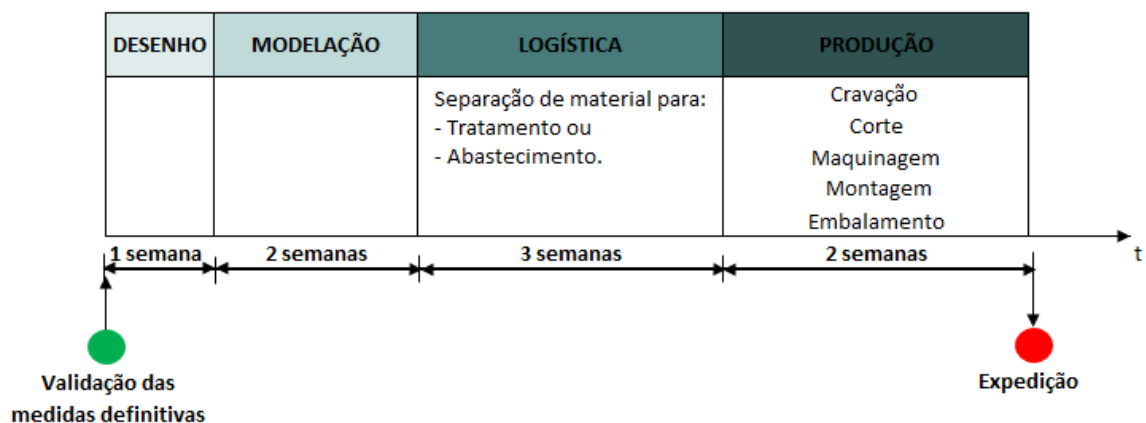 DESENHO
MODELAÇÃO
LOGÍSTICA
PRODUÇÃO
Separação de material para:
- Tratamento ou
- Abastecimento.
Cravação
Corte
Maquinagem
Montagem
Embalamento
1 semana
2 semanas
3 semanas
2 semanas
t
Validação das
medidas definitivas
Expedição